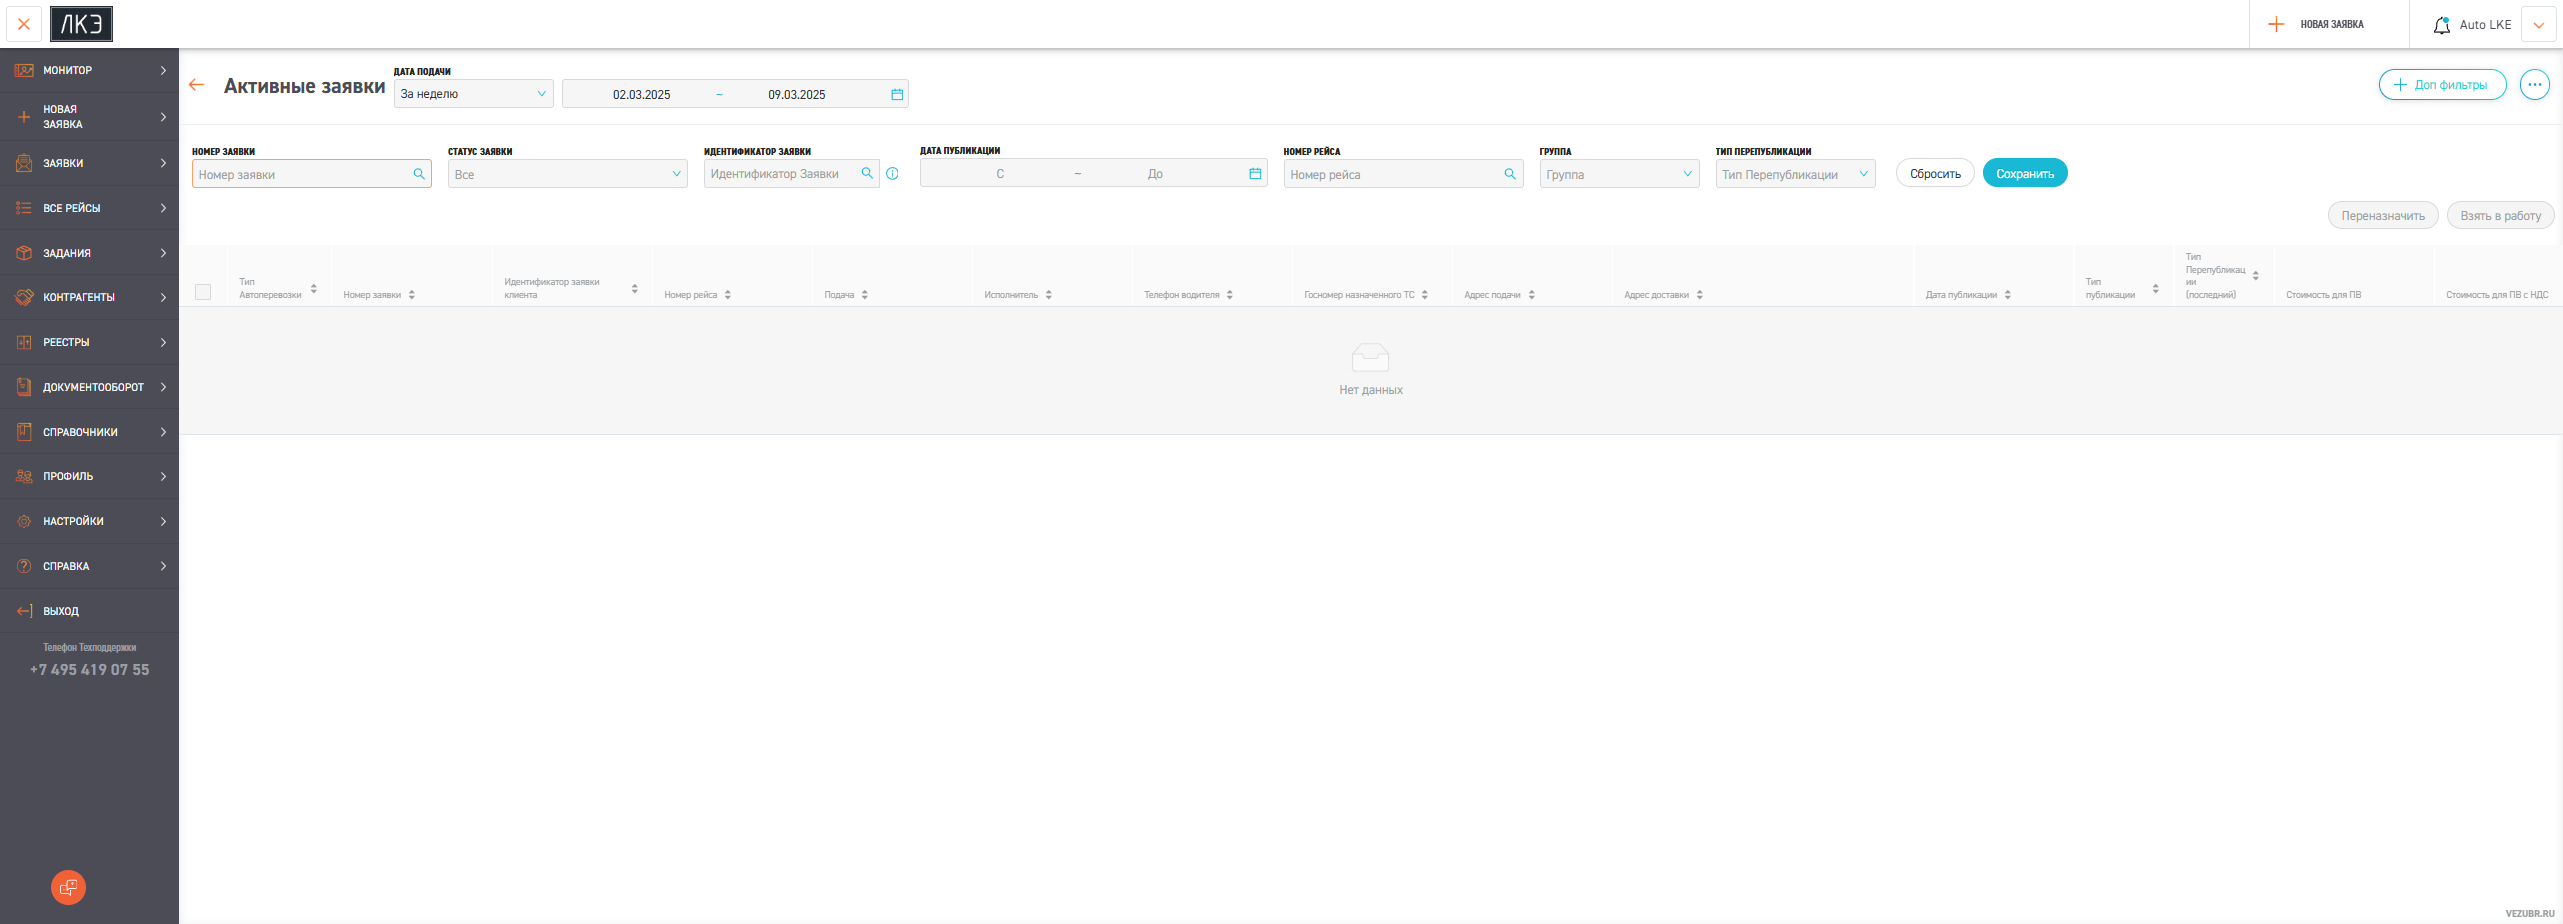 ЛКЭ
НОВАЯ ЗАЯВКА
Auto LKE
МОНИТОР
НОВАЯ
ЗАЯВКА
ЗАЯВКИ
ВСЕ РЕЙСЫ
ЗАДАНИЯ
КОНТРАГЕНТЫ
РЕЕСТРЫ
ДОКУМЕНТООБОРОТ
СПРАВОЧНИКИ
ПРОФИЛЬ
НАСТРОЙКИ
СПРАВКА
ВЫХОД
Телефон Техподдержки
+7 495 419 07 55
Активные заявки
ДАТА ПОДАЧИ
За неделю
02.03.2025 ~ 09.03.2025
Доп фильтры
НОМЕР ЗАЯВКИ
Номер заявки
СТАТУС ЗАЯВКИ
Все
ИДЕНТИФИКАТОР ЗАЯВКИ
Идентификатор Заявки
ДАТА ПУБЛИКАЦИИ
С ~ До
НОМЕР РЕЙСА
Номер рейса
ГРУППА
Группа
ТИП ПЕРЕПУБЛИКАЦИИ
Тип Перепубликации
Сбросить
Сохранить
Переназначить
Взять в работу
Тип
Автоперевозки
Номер заявки
Идентификатор заявки
клиента
Номер рейса
Подача
Исполнитель
Телефон водителя
Госномер назначенного ТС
Адрес подачи
Адрес доставки
Дата публикации
Тип
публикации
Тип
Перепубликац
ии
(последний)
Стоимость для ПВ
Стоимость для ПВ с НДС
Нет данных
VEZUBR.RU